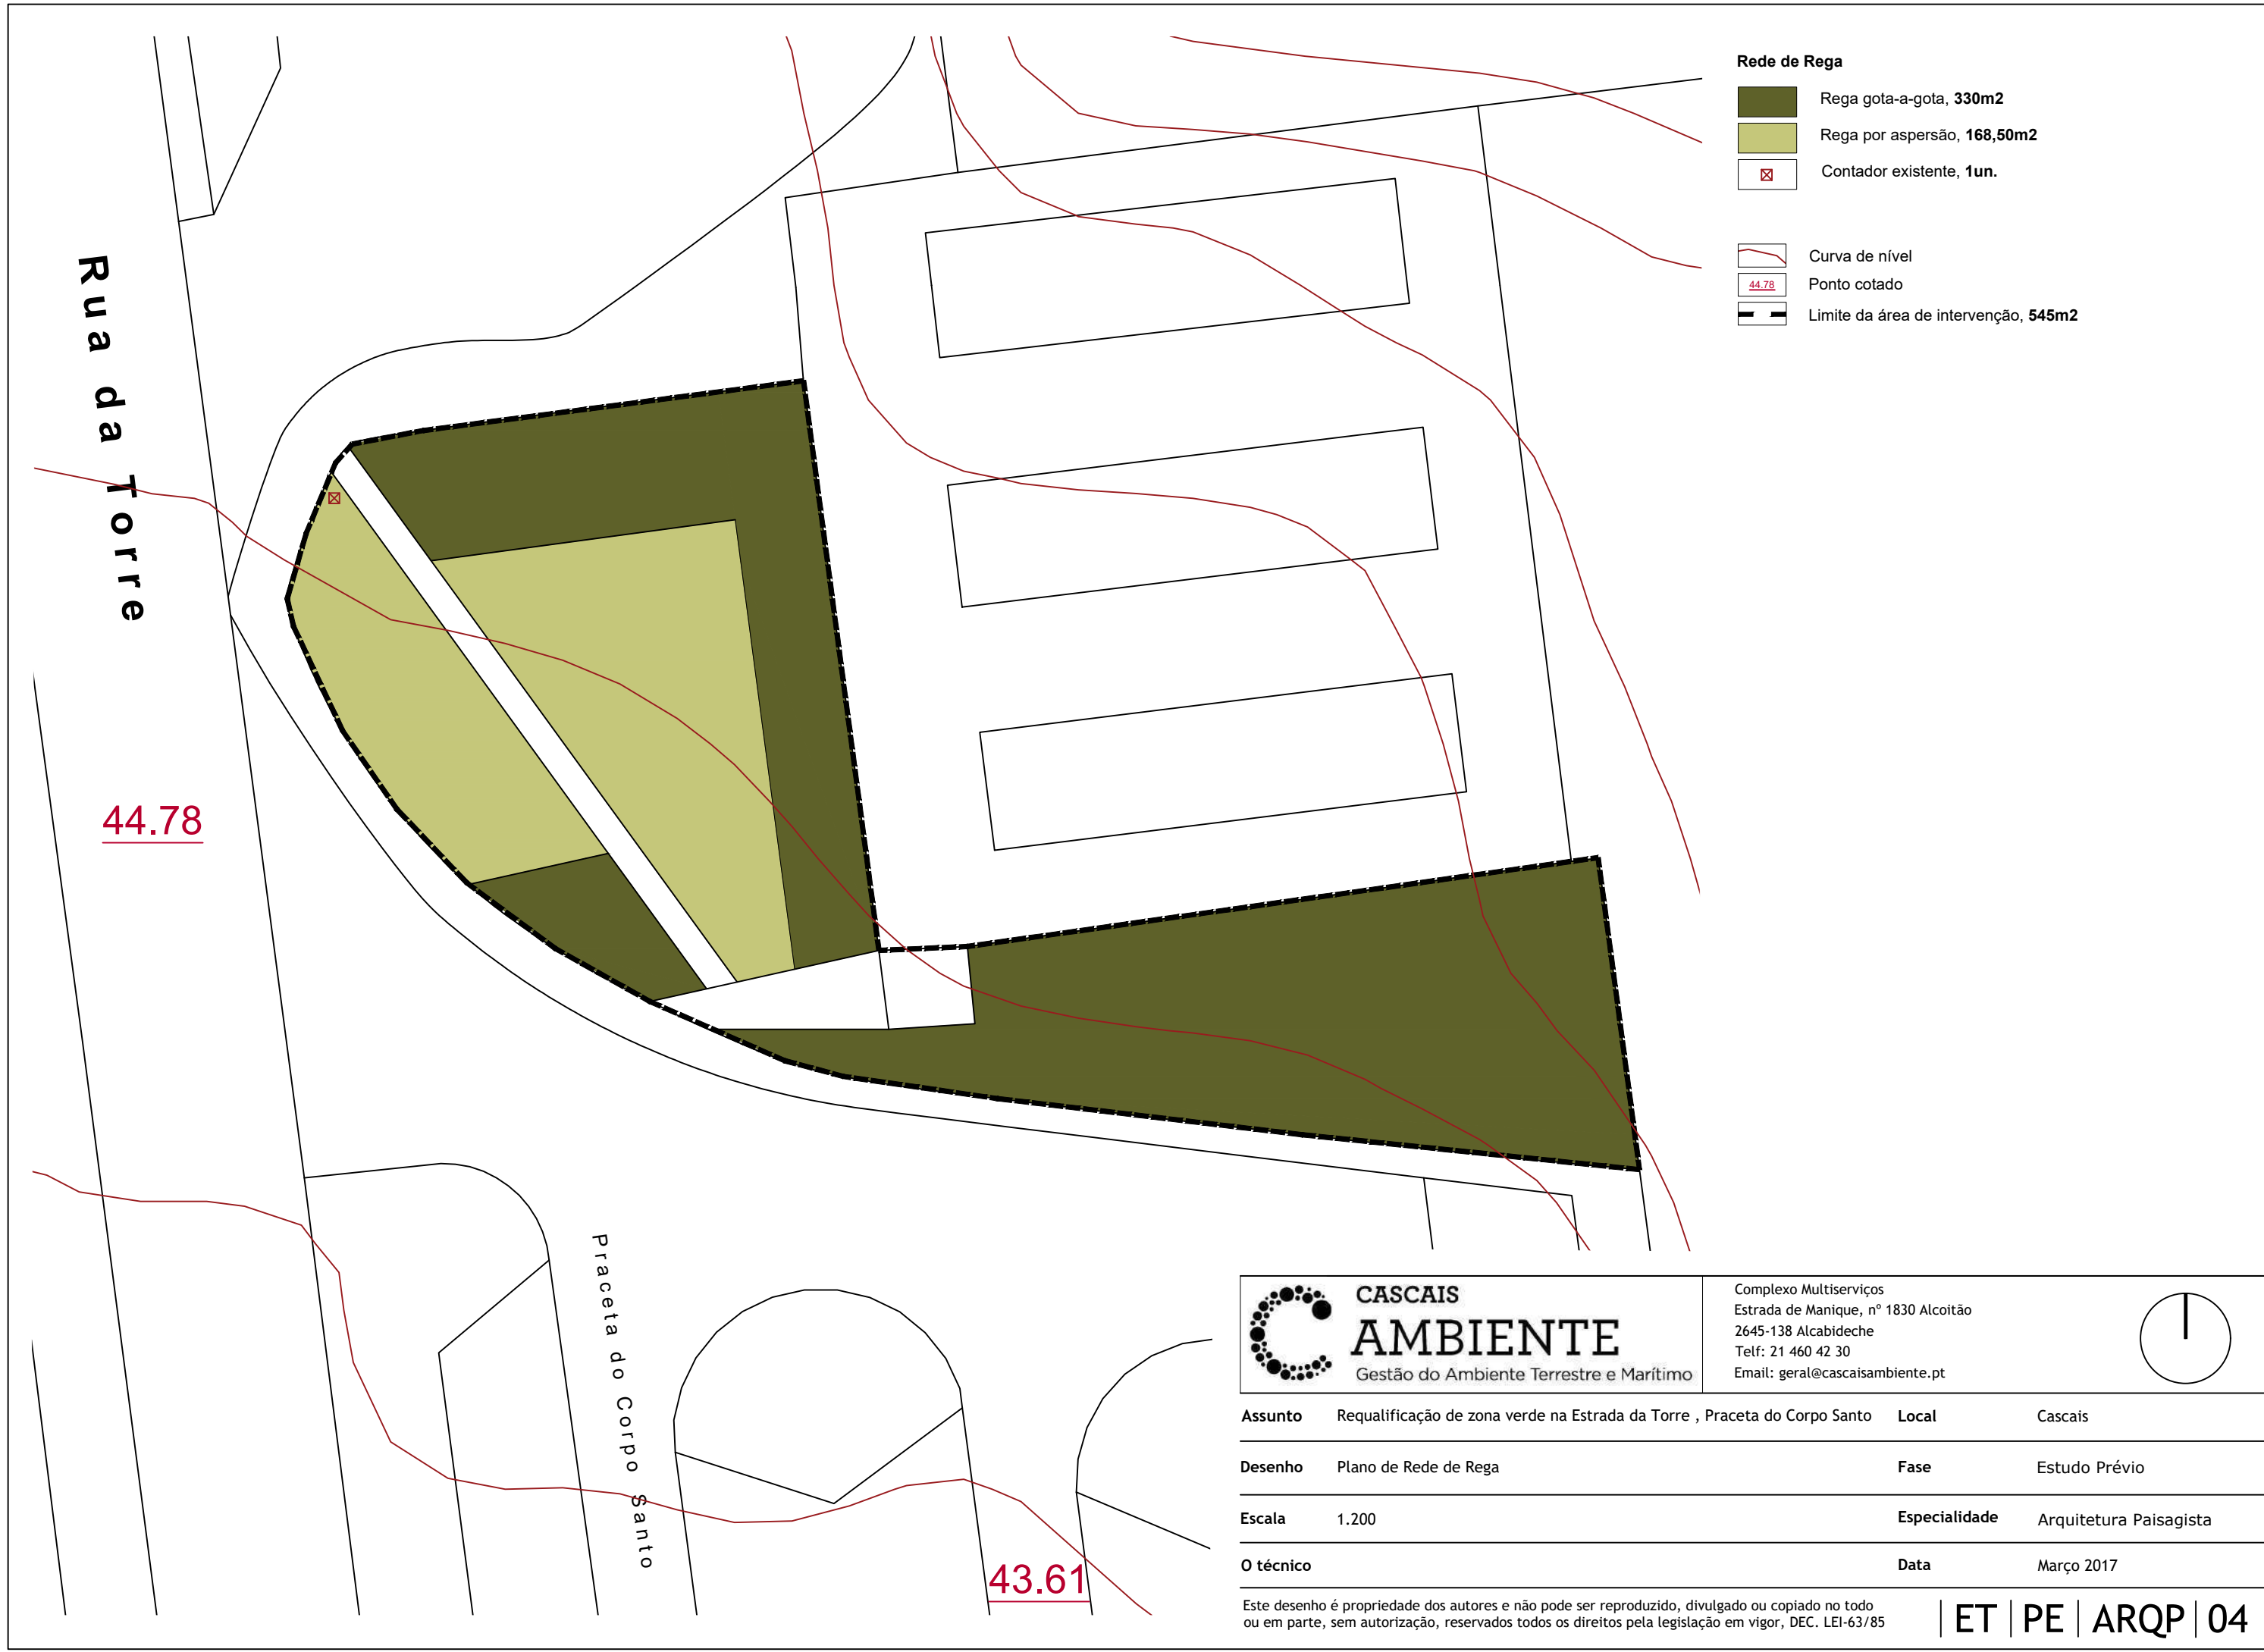 Rede de Rega
Rega gota-a-gota, 330m2
Rega por aspersão, 168,50m2
Contador existente, 1un.
Curva de nível
44.78
Ponto cotado
Limite da área de intervenção, 545m2
Rua da Torre
44.78
Praceta do Corpo Santo
43.61
CASCAIS
AMBIENTE
Gestão do Ambiente Terrestre e Marítimo
Complexo Multiserviços
Estrada de Manique, nº 1830 Alcoitão
2645-138 Alcabideche
Telf: 21 460 42 30
Email: geral@cascaisambiente.pt
Assunto Requalificação de zona verde na Estrada da Torre , Praceta do Corpo Santo Local Cascais
Desenho Plano de Rede de Rega Fase Estudo Prévio
Escala 1.200 Especialidade Arquitetura Paisagista
O técnico Data Março 2017
Este desenho é propriedade dos autores e não pode ser reproduzido, divulgado ou copiado no todo
ou em parte, sem autorização, reservados todos os direitos pela legislação em vigor, DEC. LEI-63/85
| ET | PE | ARQP | 04